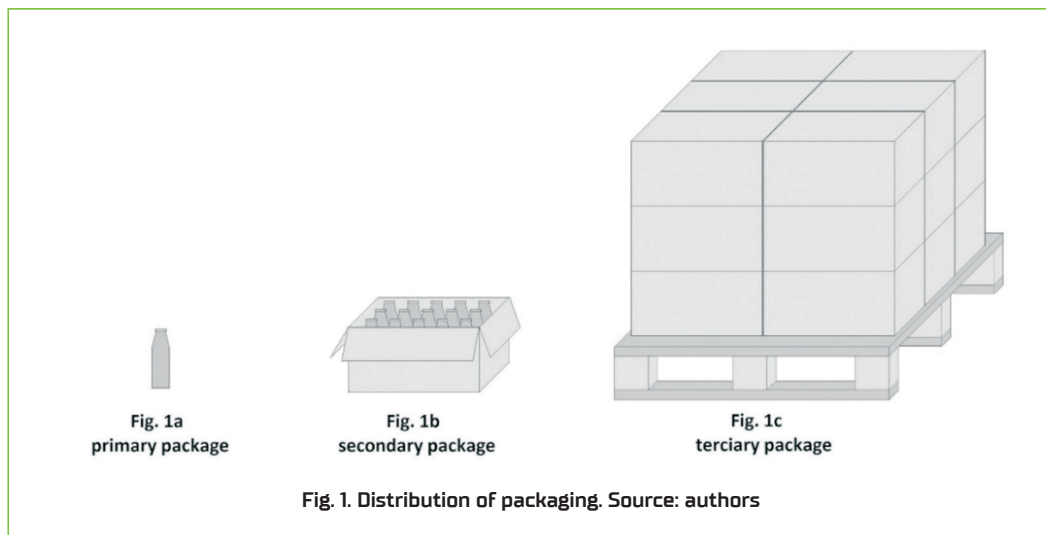 Fig. 1a
primary package
Fig. 1b
secondary package
Fig. 1c
terciary package
Fig. 1. Distribution of packaging. Source: authors